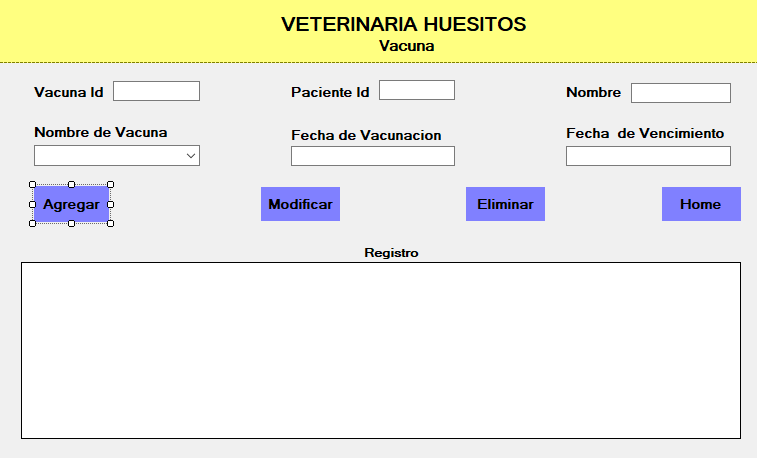 VETERINARIA HUESITOS
Vacuna
Vacuna Id
Paciente Id
Nombre
Nombre de Vacuna
Fecha de Vacunacion
Fecha de Vencimiento
Agregar
Modificar
Eliminar
Home
Registro